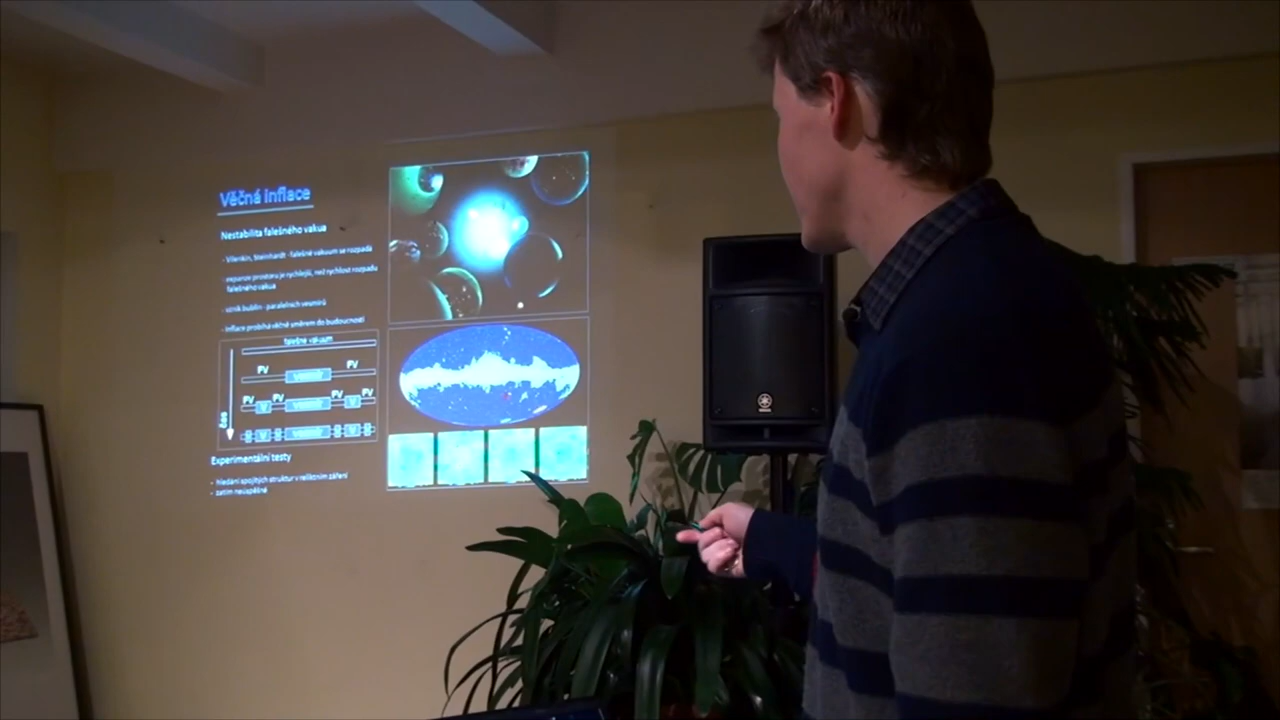 Věčná inflace
Nestabilita falešného vakua
- Vilenkin, Steinhardt - falešné vakuum se rozpadá
- expanze prostoru je rychlejší, než rychlost rozpadu
falešného vakua
- vznik bublin - paralelních vesmírů
- inflace probíhá věčně směrem do budoucnosti
falešné vakuum
FV FV
vesmír
FV FV FV FV
V vesmír V
vesmír
čas
Experimentální testy
- hledání spojitých struktur v reliktním záření
- zatím neúspěšné
YAMAHA